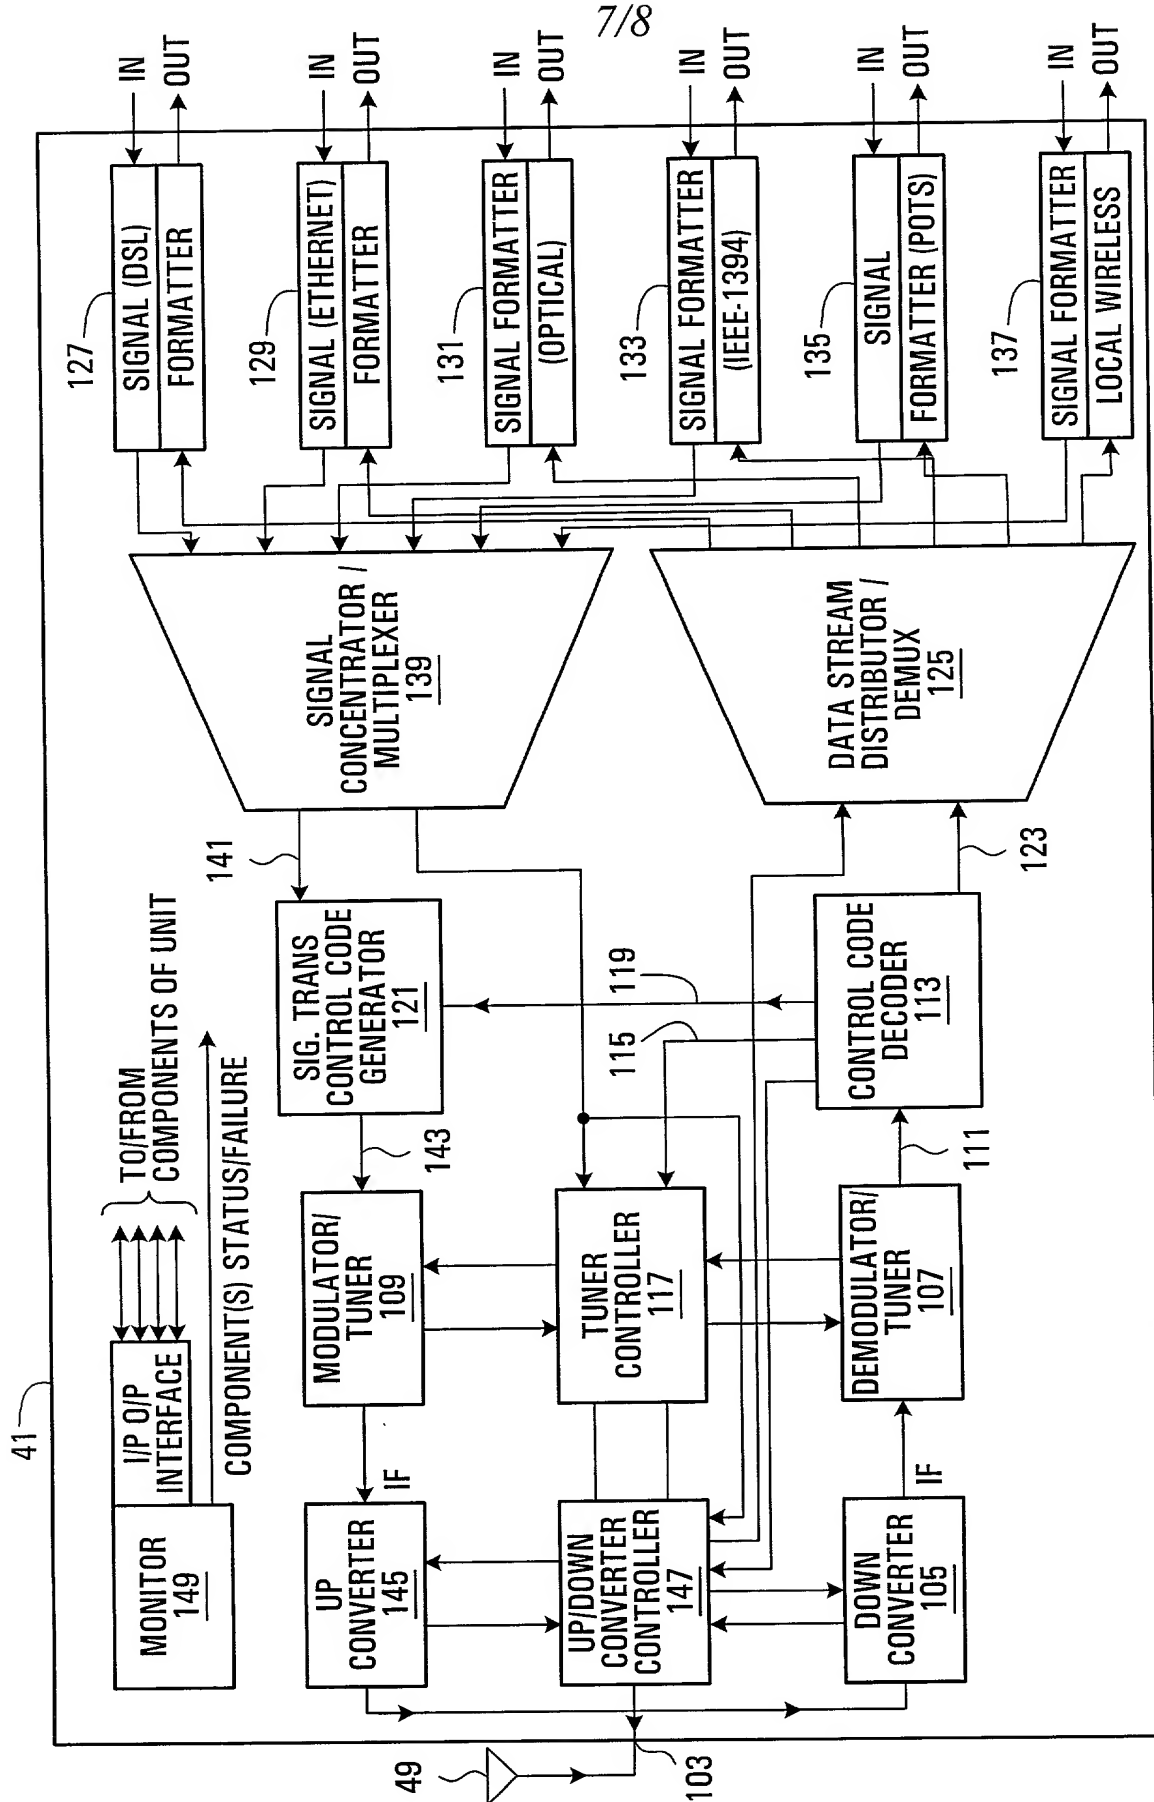 7/8
41
MONITOR
149
I/P O/P
INTERFACE
TO/FROM
COMPONENTS OF UNIT
COMPONENT(S) STATUS/FAILURE
UP
CONVERTER
145
IF
MODULATOR/
TUNER
109
143
SIG. TRANS
CONTROL CODE
GENERATOR
121
141
SIGNAL
CONCENTRATOR /
MULTIPLEXER
139
49
103
UP/DOWN
CONVERTER
CONTROLLER
147
TUNER
CONTROLLER
117
115
119
DOWN
CONVERTER
105
IF
DEMODULATOR/
TUNER
107
111
CONTROL CODE
DECODER
113
123
DATA STREAM
DISTRIBUTOR /
DEMUX
125
127
SIGNAL (DSL)
FORMATTER
IN
OUT
129
SIGNAL (ETHERNET)
FORMATTER
IN
OUT
131
SIGNAL FORMATTER
(OPTICAL)
IN
OUT
133
SIGNAL FORMATTER
(IEEE-1394)
IN
OUT
135
SIGNAL
FORMATTER (POTS)
IN
OUT
137
SIGNAL FORMATTER
LOCAL WIRELESS
IN
OUT